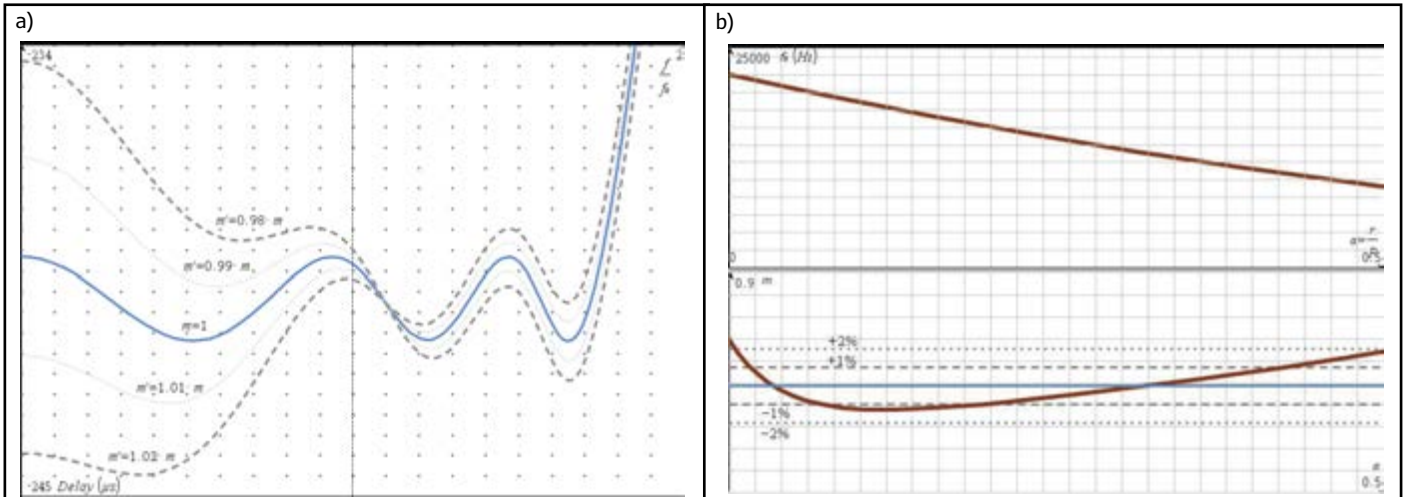 a)
-234
f
fs
m'=0.98· m
m'=0.99· m
m=1
m'=1.01· m
m'=1.02· m
-245 Delay (μs)
b)
25000 fs (Hz)
0
0.5
0.9 m
+2%
+1%
−1%
−2%
α
0.5